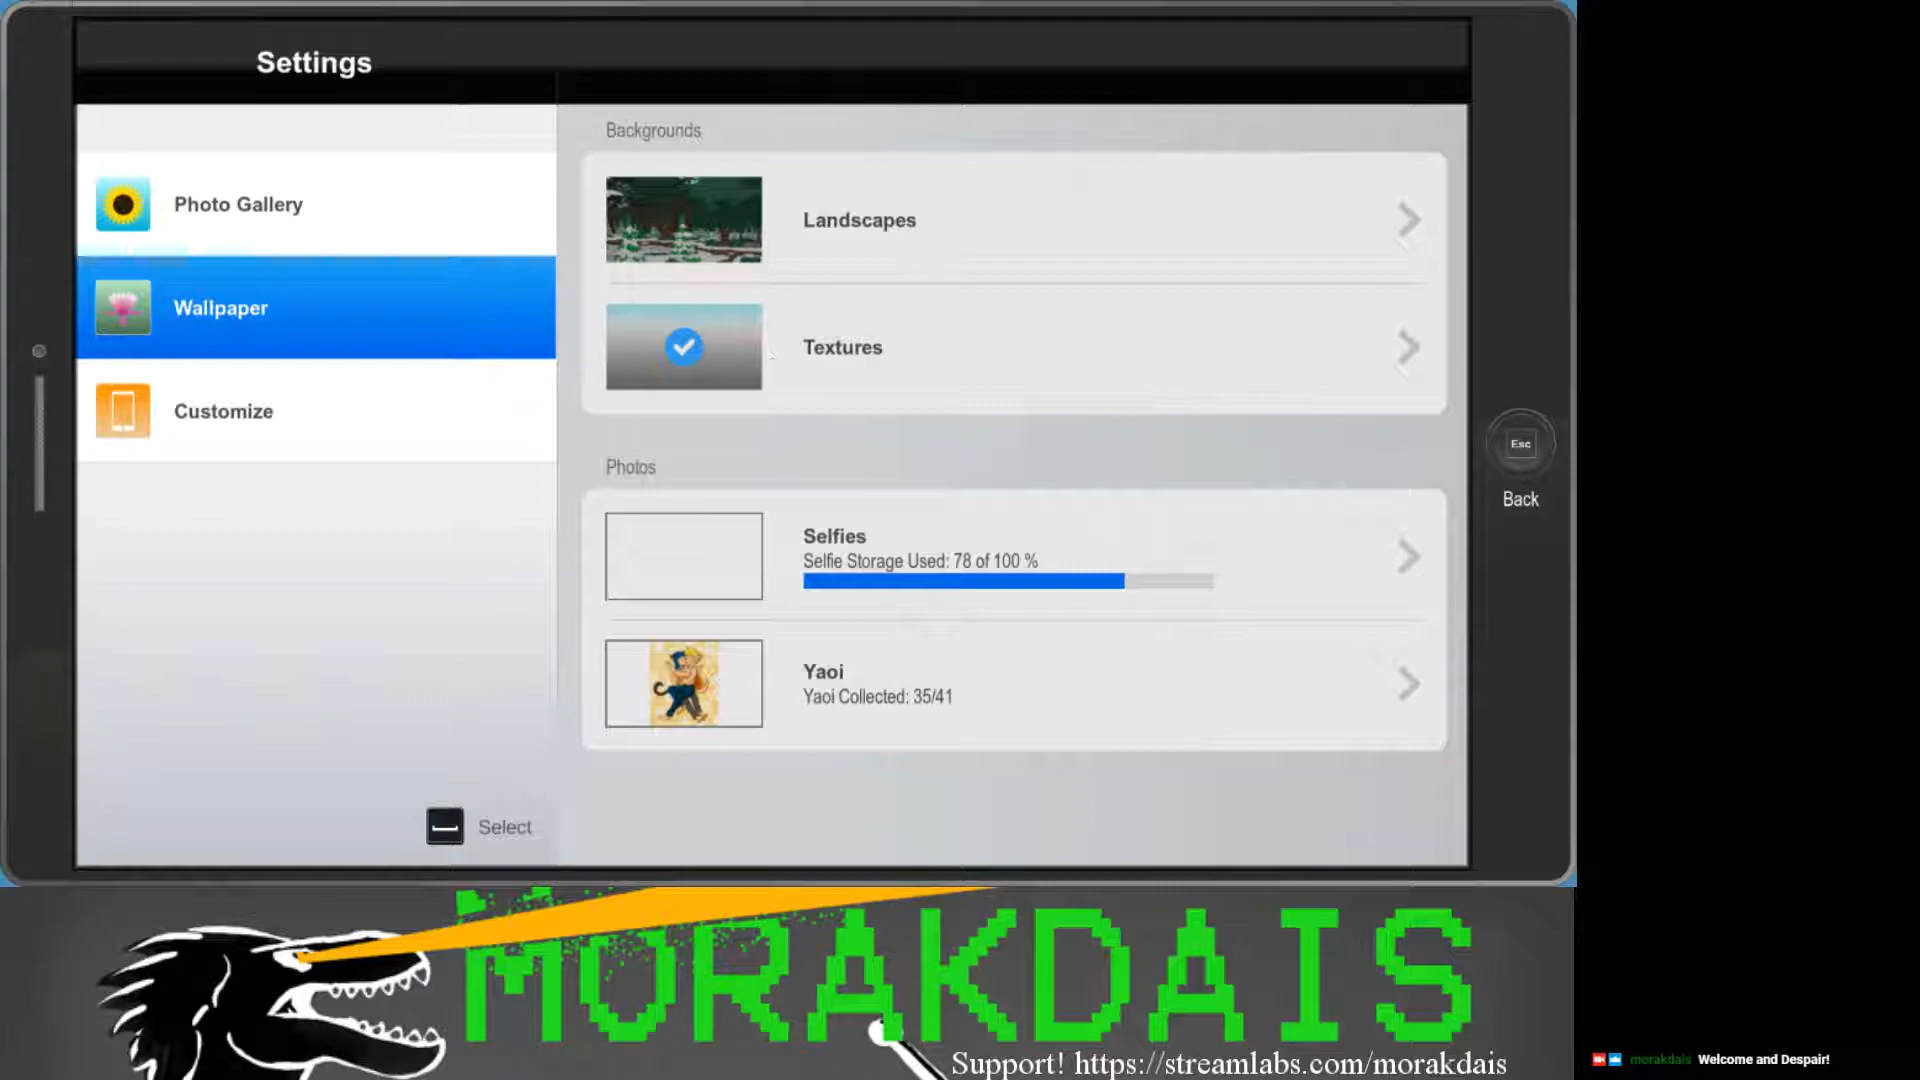 Settings
Photo Gallery
Wallpaper
Customize
Select
Backgrounds
Landscapes
Textures
Photos
Selfies
Selfie Storage Used: 78 of 100 %
Yaoi
Yaoi Collected: 35/41
Esc
Back
MORAKDAIS
Support! https://streamlabs.com/morakdais
morakdais Welcome and Despair!